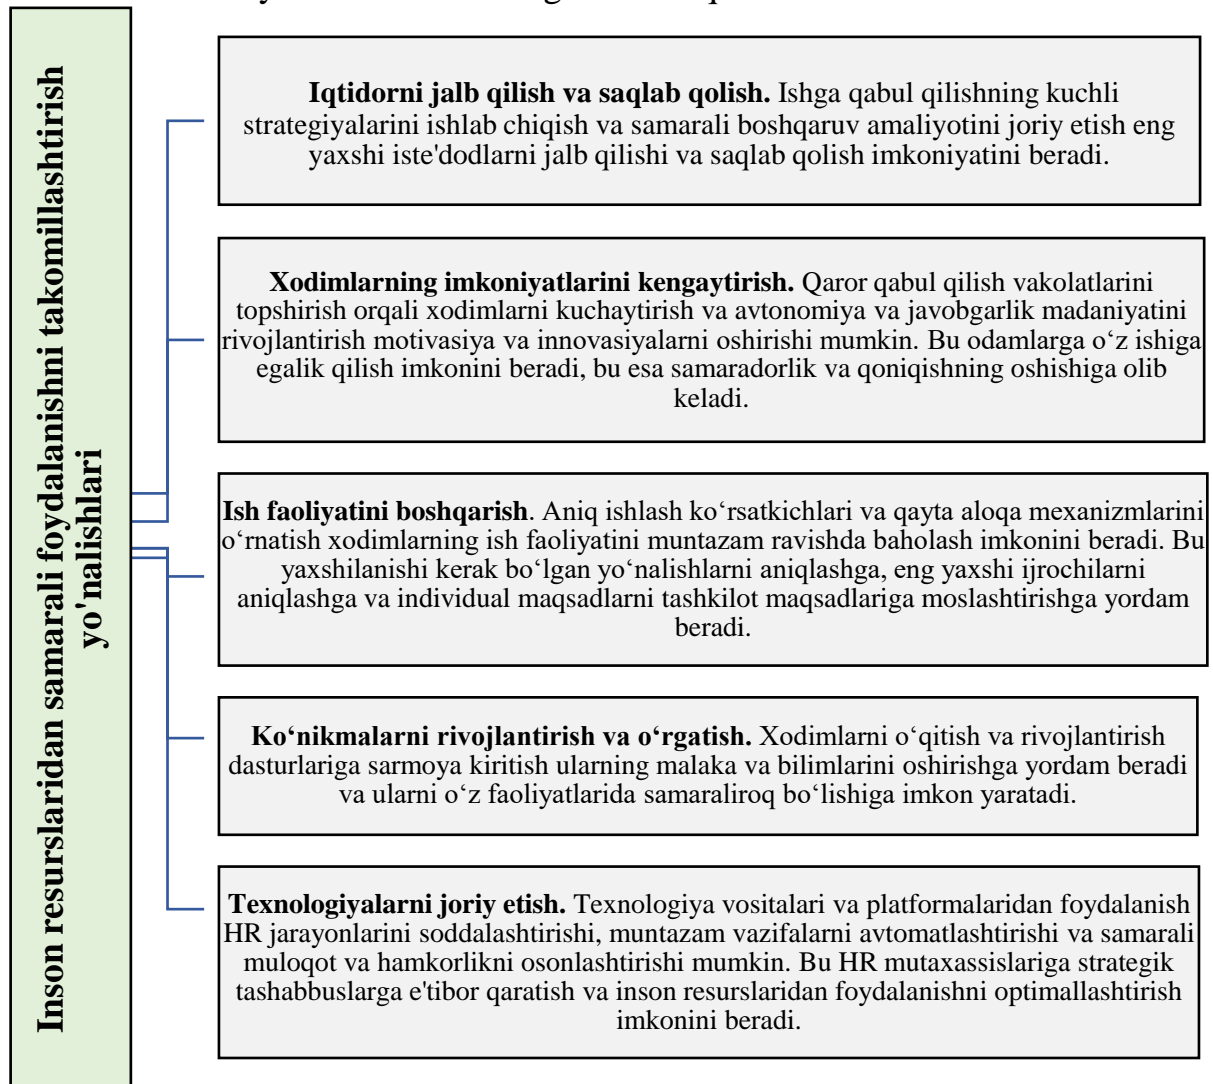 Inson resurslaridan samarali foydalanishni takomillashtirish
yo'nalishlari
Iqtidorni jalb qilish va saqlab qolish. Ishga qabul qilishning kuchli
strategiyalarini ishlab chiqish va samarali boshqaruv amaliyotini joriy etish eng
yaxshi iste'dodlarni jalb qilishi va saqlab qolish imkoniyatini beradi.
Xodimlarning imkoniyatlarini kengaytirish. Qaror qabul qilish vakolatlarini
topshirish orqali xodimlarni kuchaytirish va avtonomiya va javobgarlik madaniyatini
rivojlantirish motivasiya va innovasiyalarni oshirishi mumkin. Bu odamlarga o‘z ishiga
egalik qilish imkonini beradi, bu esa samaradorlik va qoniqishning oshishiga olib
keladi.
Ish faoliyatini boshqarish. Aniq ishlash ko‘rsatkichlari va qayta aloqa mexanizmlarini
o‘rnatish xodimlarning ish faoliyatini muntazam ravishda baholash imkonini beradi. Bu
yaxshilanishi kerak bo‘lgan yo‘nalishlarni aniqlashga, eng yaxshi ijrochilarni
aniqlashga va individual maqsadlarni tashkilot maqsadlariga moslashtirishga yordam
beradi.
Ko‘nikmalarni rivojlantirish va o‘rgatish. Xodimlarni o‘qitish va rivojlantirish
dasturlariga sarmoya kiritish ularning malaka va bilimlarini oshirishga yordam beradi
va ularni o‘z faoliyatlarida samaraliroq bo‘lishiga imkon yaratadi.
Texnologiyalarni joriy etish. Texnologiya vositalari va platformalaridan foydalanish
HR jarayonlarini soddalashtirishi, muntazam vazifalarni avtomatlashtirishi va samarali
muloqot va hamkorlikni osonlashtirishi mumkin. Bu HR mutaxassislariga strategik
tashabbuslarga e'tibor qaratish va inson resurslaridan foydalanishni optimallashtirish
imkonini beradi.